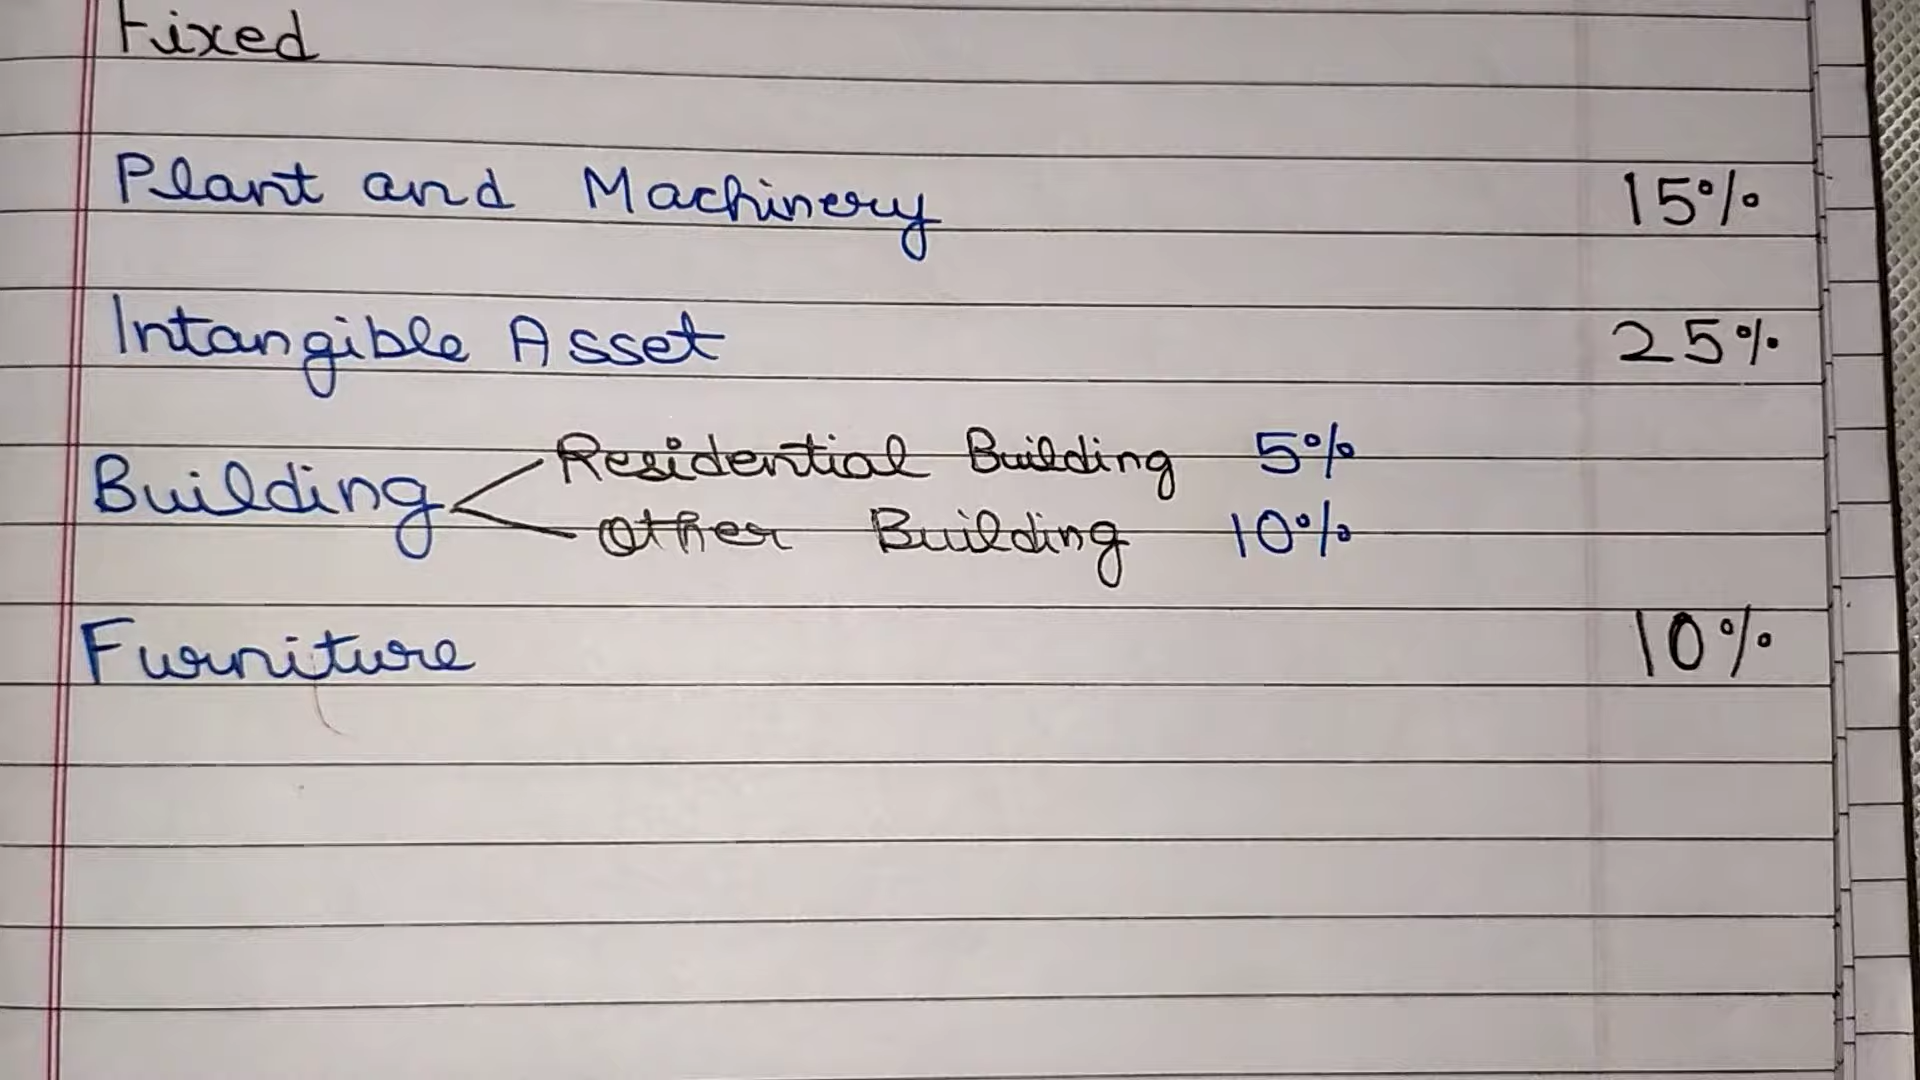 Fixed
Plant and Machinery 15%
Intangible Asset 25%
Residential Building 5%
Building
Other Building 10%
Furniture 10%